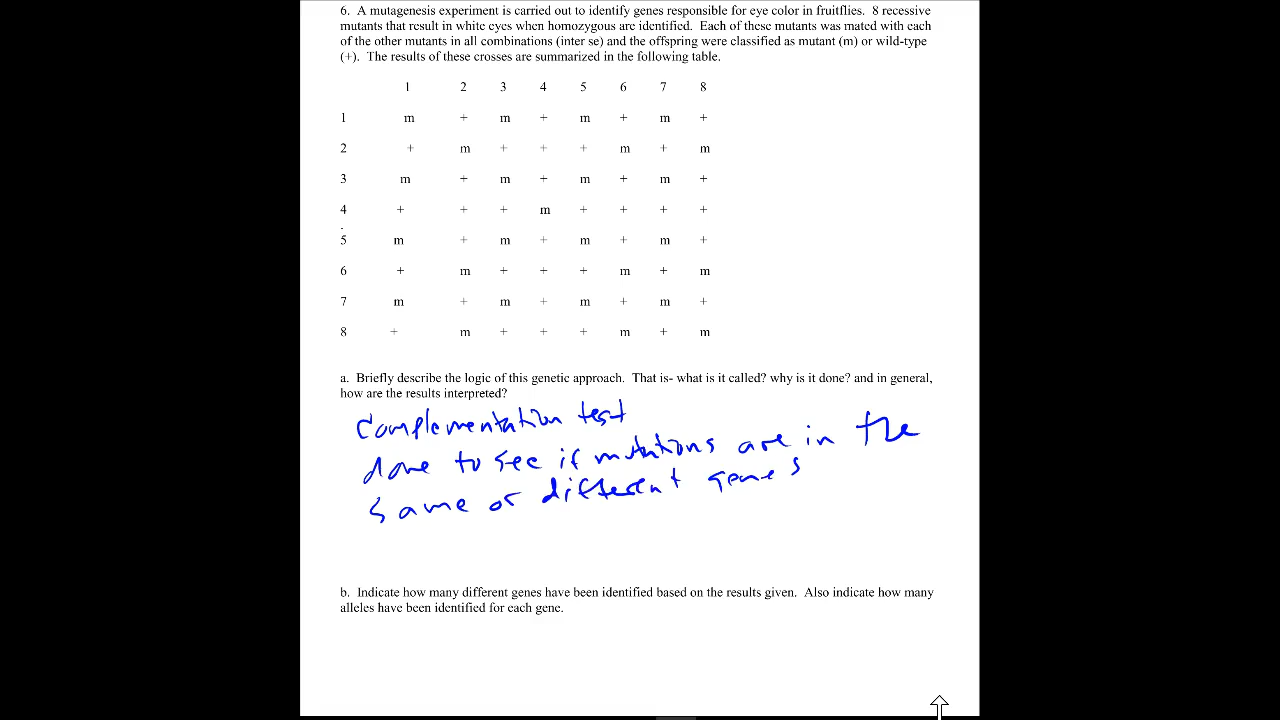 6. A mutagenesis experiment is carried out to identify genes responsible for eye color in fruitflies. 8 recessive
mutants that result in white eyes when homozygous are identified. Each of these mutants was mated with each
of the other mutants in all combinations (inter se) and the offspring were classified as mutant (m) or wild-type
(+). The results of these crosses are summarized in the following table.
1 2 3 4 5 6 7 8
1 m + m + m + m +
2 + m + + + m + m
3 m + m + m + m +
4 + + + m + + + +
5 m + m + m + m +
6 + m + + + m + m
7 m + m + m + m +
8 + m + + + m + m
a. Briefly describe the logic of this genetic approach. That is- what is it called? why is it done? and in general,
how are the results interpreted?
Complementation test
done to see if mutations are in the
same or different genes
b. Indicate how many different genes have been identified based on the results given. Also indicate how many
alleles have been identified for each gene.